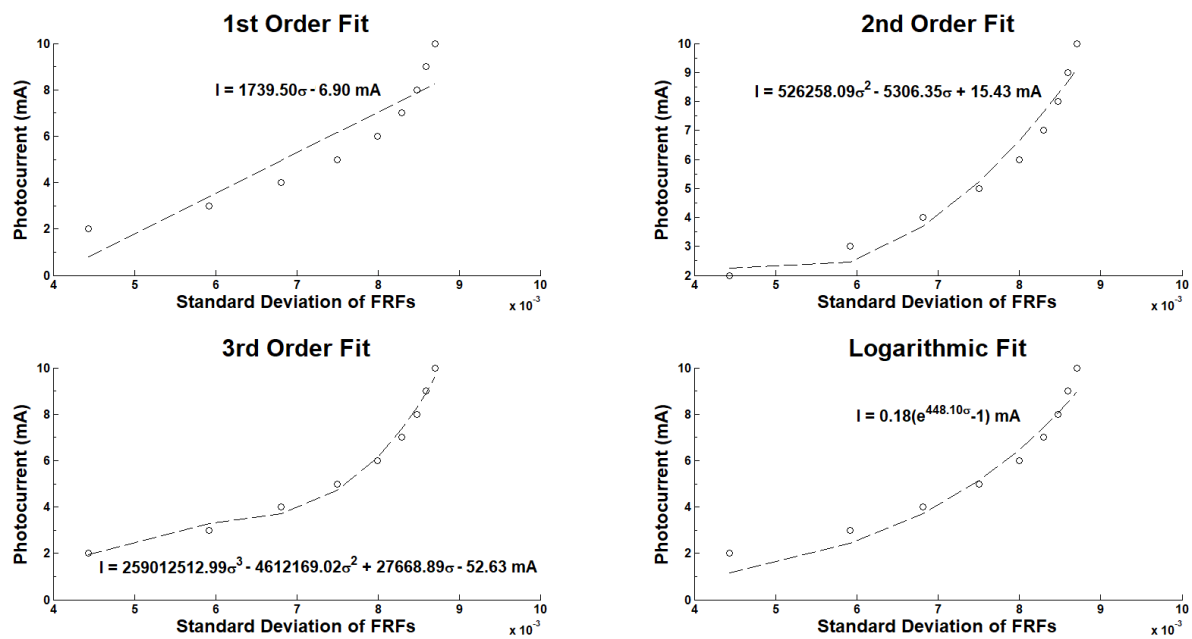 1st Order Fit
Photocurrent (mA)
10
8
6
4
2
0
I = 1739.50σ - 6.90 mA
4 5 6 7 8 9 10
Standard Deviation of FRFs
x 10⁻³
2nd Order Fit
Photocurrent (mA)
10
9
8
7
6
5
4
3
2
I = 526258.09σ² - 5306.35σ + 15.43 mA
4 5 6 7 8 9 10
Standard Deviation of FRFs
x 10⁻³
3rd Order Fit
Photocurrent (mA)
10
8
6
4
2
0
I = 259012512.99σ³ - 4612169.02σ² + 27668.89σ - 52.63 mA
4 5 6 7 8 9 10
Standard Deviation of FRFs
x 10⁻³
Logarithmic Fit
Photocurrent (mA)
10
8
6
4
2
0
I = 0.18(e^448.10σ-1) mA
4 5 6 7 8 9 10
Standard Deviation of FRFs
x 10⁻³